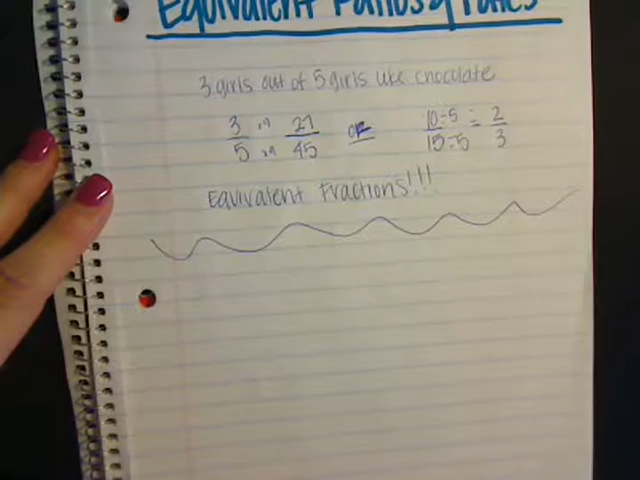 Equivalent Ratios & rates
3 girls out of 5 girls like chocolate
3/5 ·9 ·9 27/45 or 10÷5/15÷5 = 2/3
Equivalent Fractions!!!